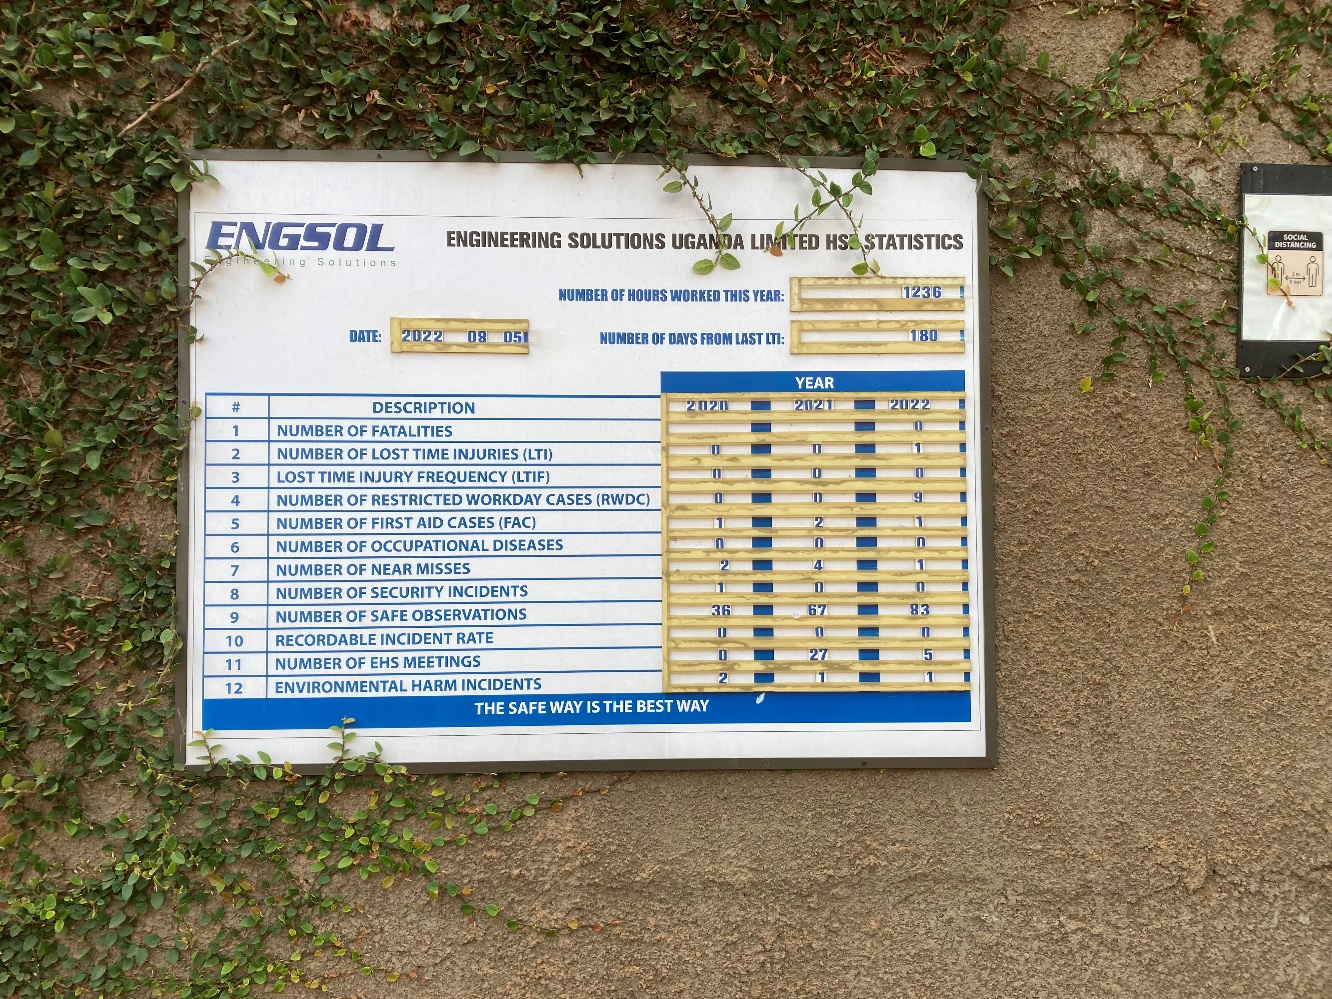 ENGSOL
Engineering Solutions
ENGINEERING SOLUTIONS UGANDA LIMITED HSE STATISTICS
NUMBER OF HOURS WORKED THIS YEAR: 1236
DATE: 2022 08 05 NUMBER OF DAYS FROM LAST LTI: 180
YEAR
# DESCRIPTION 2020 2021 2022
1 NUMBER OF FATALITIES 0
2 NUMBER OF LOST TIME INJURIES (LTI) 0 0 1
3 LOST TIME INJURY FREQUENCY (LTIF) 0 0 0
4 NUMBER OF RESTRICTED WORKDAY CASES (RWDC) 0 0 9
5 NUMBER OF FIRST AID CASES (FAC) 1 2 1
6 NUMBER OF OCCUPATIONAL DISEASES 0 0 0
7 NUMBER OF NEAR MISSES 2 4 1
8 NUMBER OF SECURITY INCIDENTS 1 0 0
9 NUMBER OF SAFE OBSERVATIONS 36 67 83
10 RECORDABLE INCIDENT RATE 0 0 0
11 NUMBER OF EHS MEETINGS 0 27 5
12 ENVIRONMENTAL HARM INCIDENTS 2 1 1
THE SAFE WAY IS THE BEST WAY
SOCIAL
DISTANCING